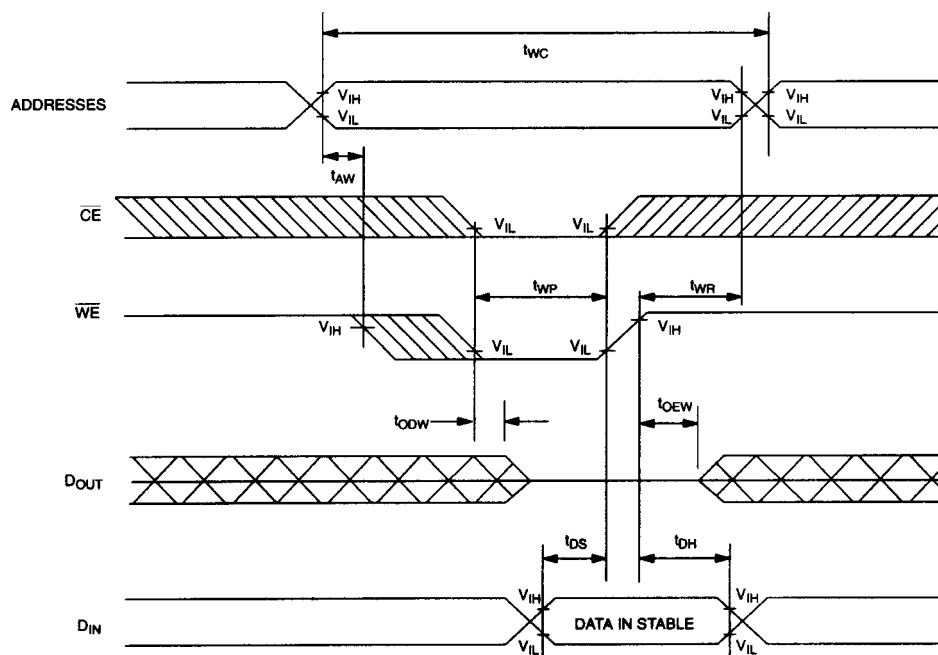 tWC
ADDRESSES
VIH VIH VIH
VIL VIL VIL
tAW
CE
VIL VIL
tWP tWR
WE
VIH VIH
VIL VIL
tODW tOEW
DOUT
tDS tDH
VIH VIH
DIN DATA IN STABLE
VIL VIL